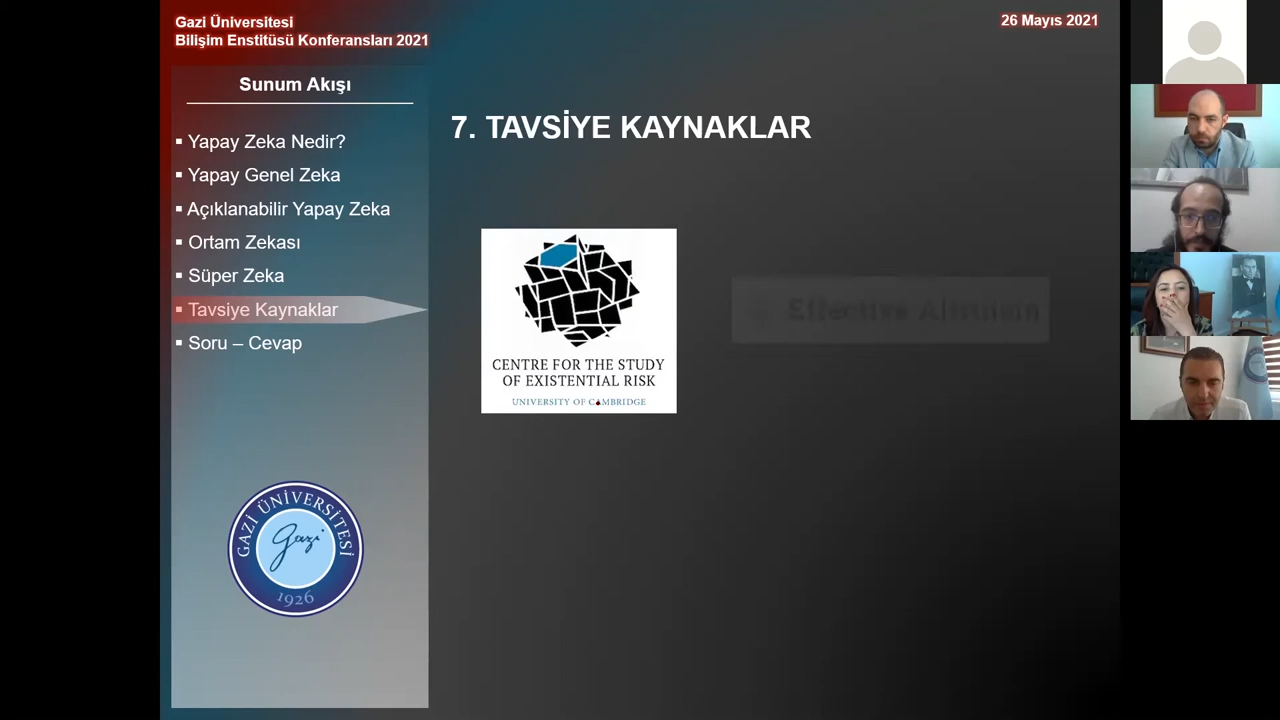 Gazi Üniversitesi
Bilişim Enstitüsü Konferansları 2021
26 Mayıs 2021
Sunum Akışı
▪ Yapay Zeka Nedir?
▪ Yapay Genel Zeka
▪ Açıklanabilir Yapay Zeka
▪ Ortam Zekası
▪ Süper Zeka
▪ Tavsiye Kaynaklar
▪ Soru – Cevap
GAZİ ÜNİVERSİTESİ
Gazi
1926
7. TAVSİYE KAYNAKLAR
CENTRE FOR THE STUDY
OF EXISTENTIAL RISK
UNIVERSITY OF CAMBRIDGE
Effective Altruism